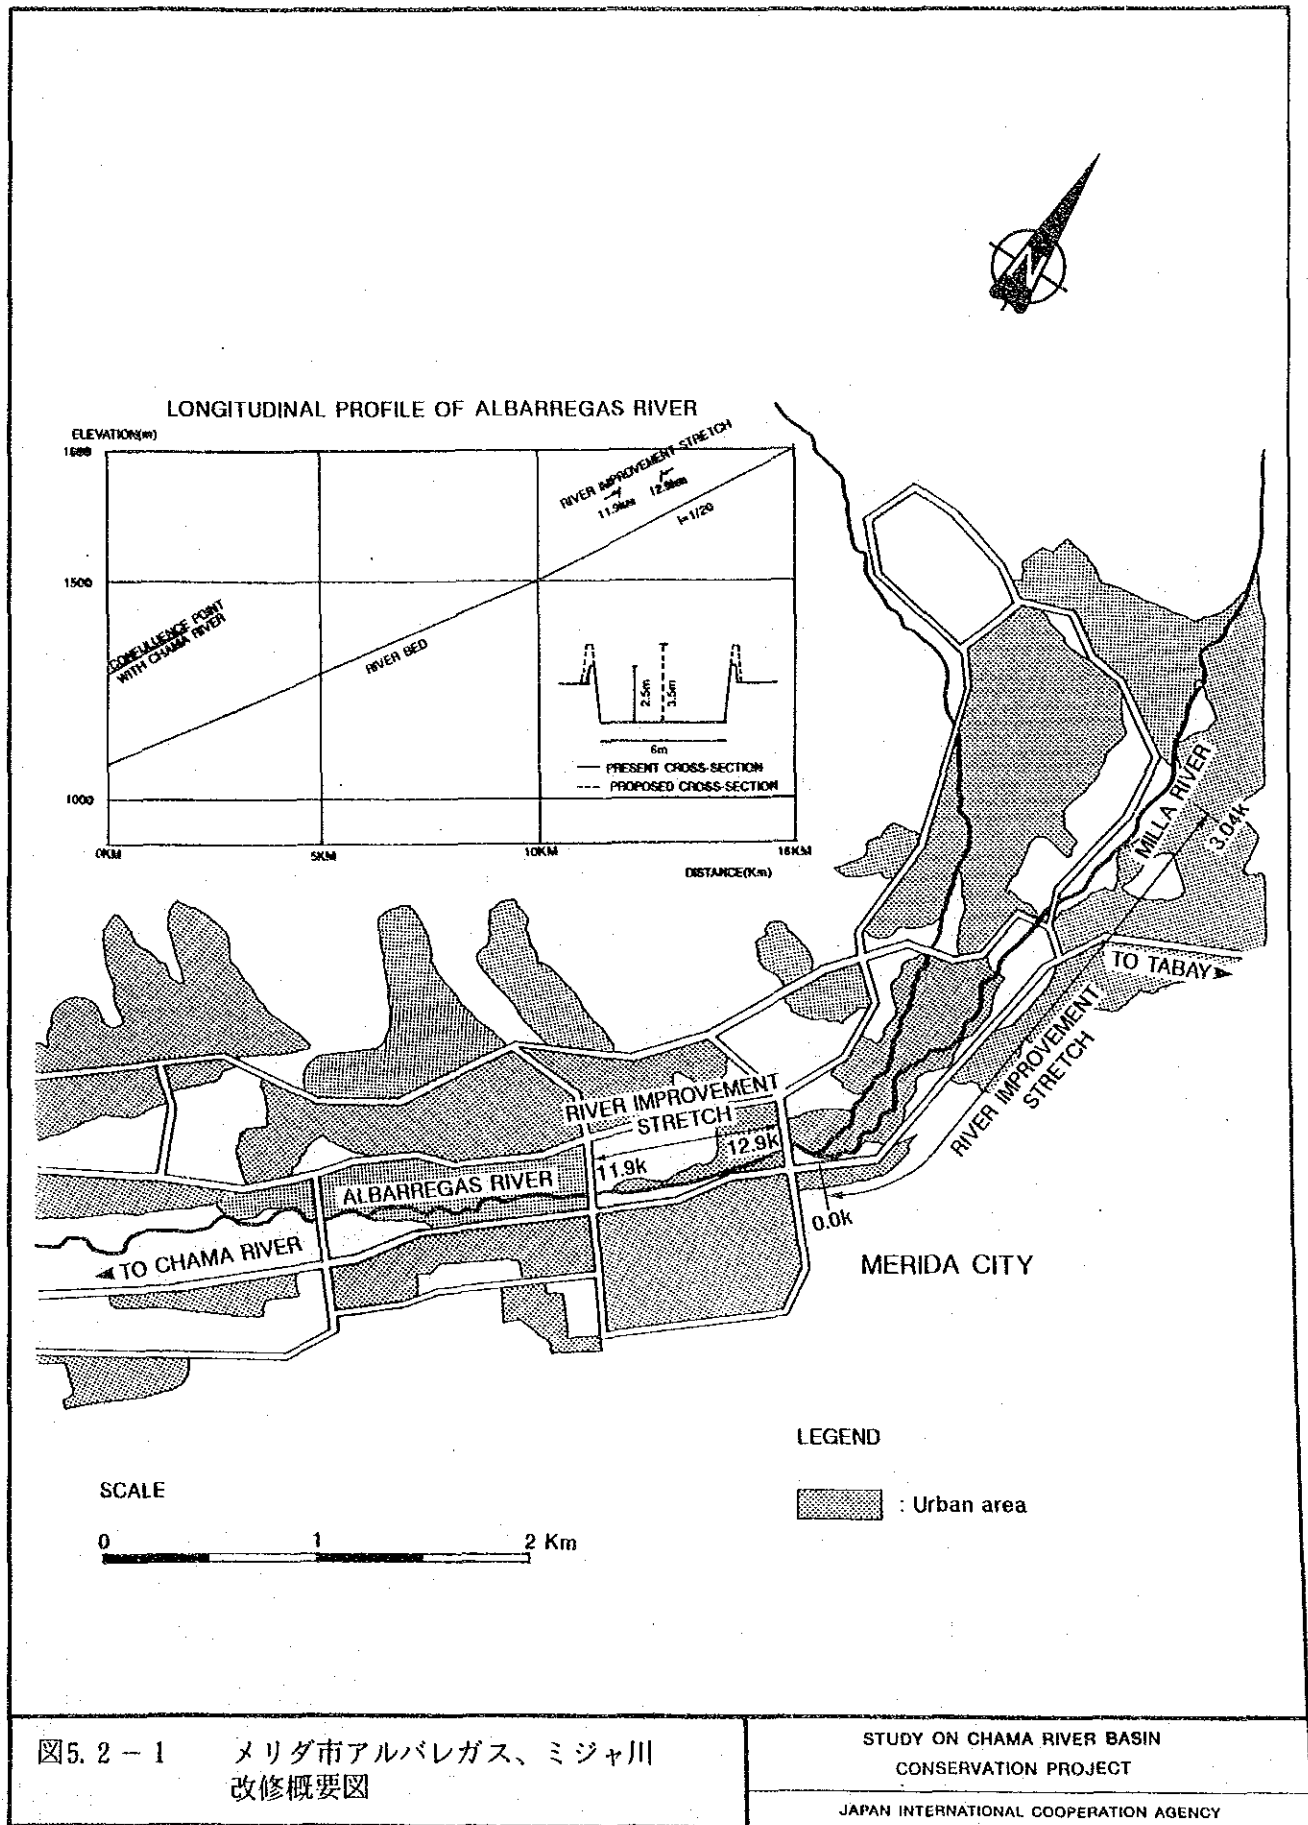 N
LONGITUDINAL PROFILE OF ALBARREGAS RIVER
ELEVATION(m)
1500
1000
0KM
5KM
10KM
DISTANCE(Km)
CONFULLENCE POINT
WITH CHAMA RIVER
RIVER BED
RIVER IMPROVEMENT STRETCH
11.9km
12.9km
I=1/20
2.5m
3.5m
6m
PRESENT CROSS-SECTION
PROPOSED CROSS-SECTION
MILLA RIVER
3.04k
TO TABAY
RIVER IMPROVEMENT
STRETCH
RIVER IMPROVEMENT
STRETCH
12.9k
11.9k
ALBARREGAS RIVER
0.0k
TO CHAMA RIVER
MERIDA CITY
LEGEND
: Urban area
SCALE
0 1 2 Km
図5.2-1 メリダ市アルバレガス、ミジャ川
改修概要図
STUDY ON CHAMA RIVER BASIN
CONSERVATION PROJECT
JAPAN INTERNATIONAL COOPERATION AGENCY